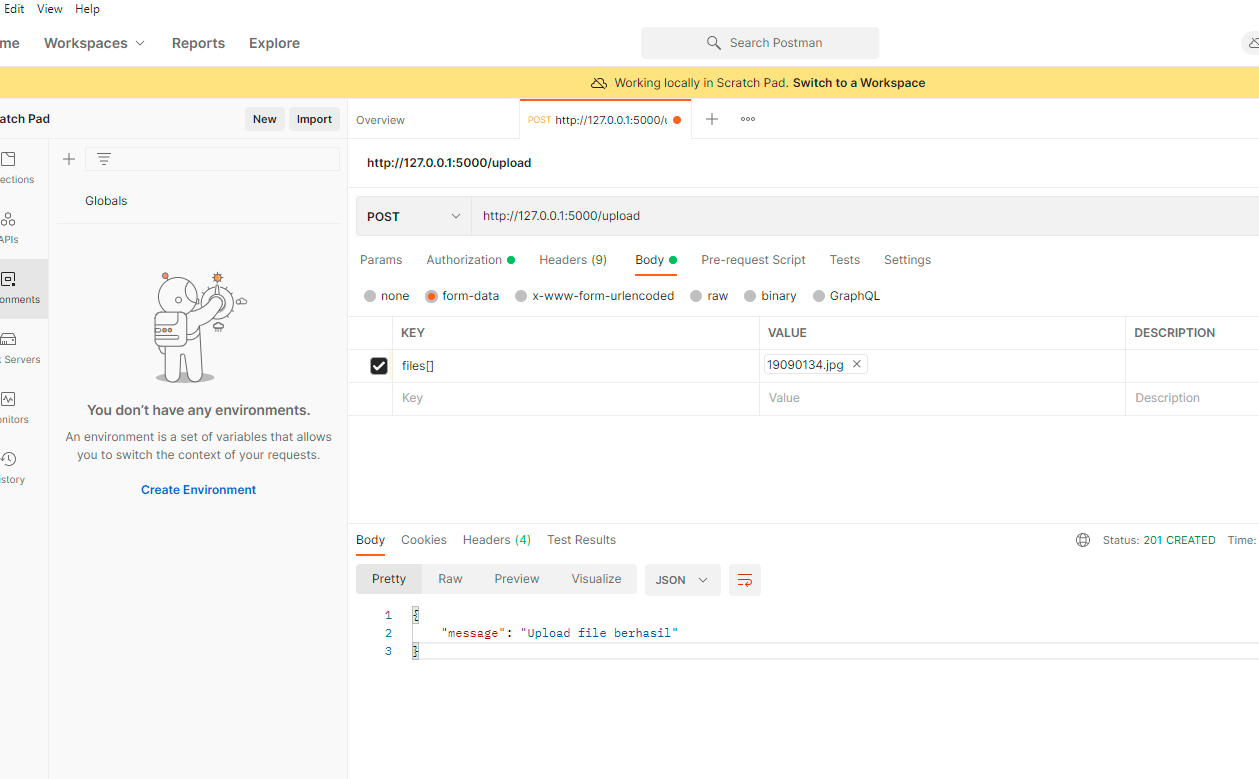 Edit View Help
me Workspaces Reports Explore Search Postman
Working locally in Scratch Pad. Switch to a Workspace
atch Pad New Import Overview POST http://127.0.0.1:5000/u
http://127.0.0.1:5000/upload
ections
Globals
POST http://127.0.0.1:5000/upload
APIs
Params Authorization Headers (9) Body Pre-request Script Tests Settings
onments
none form-data x-www-form-urlencoded raw binary GraphQL
KEY VALUE DESCRIPTION
Servers
files[] 19090134.jpg
Key Value Description
You don't have any environments.
nitors
An environment is a set of variables that allows
you to switch the context of your requests.
istory
Create Environment
Body Cookies Headers (4) Test Results Status: 201 CREATED Time:
Pretty Raw Preview Visualize JSON
1 {
2 "message": "Upload file berhasil"
3 }